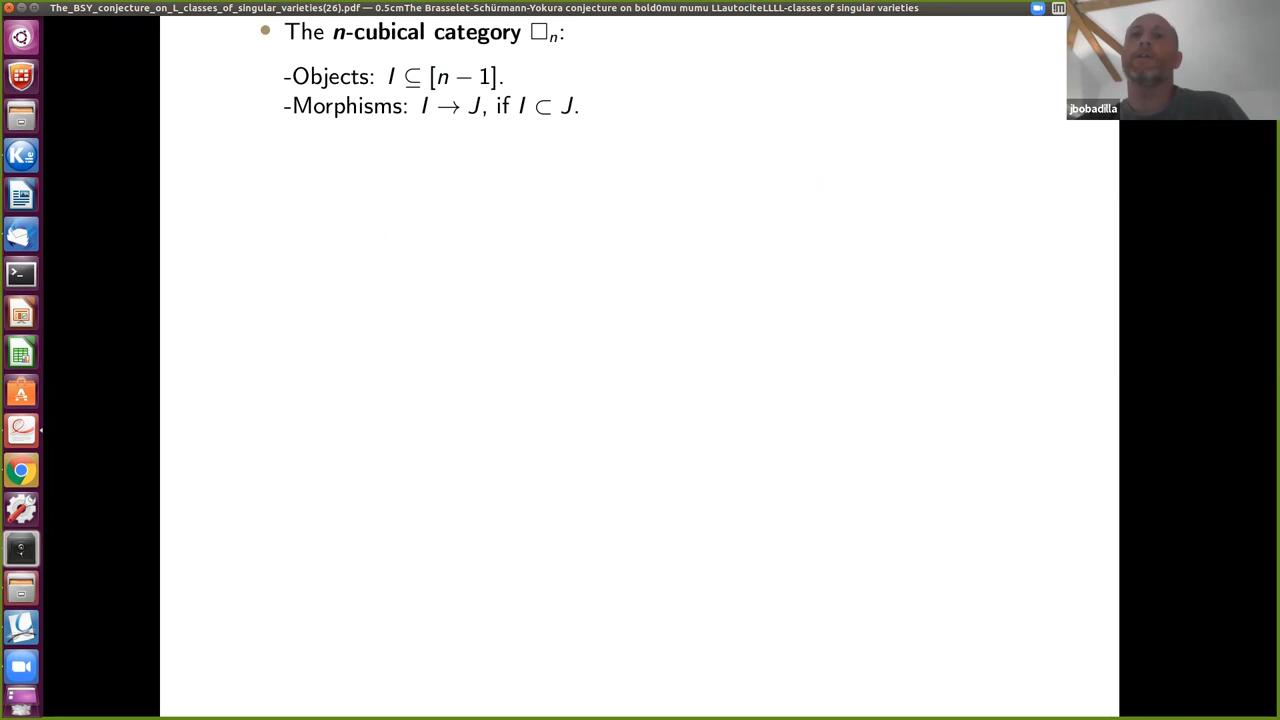 The_BSY_conjecture_on_L_classes_of_singular_varieties(26).pdf — 0.5cmThe Brasselet-Schürmann-Yokura conjecture on bold0mu mumu LLautociteLLLL-classes of singular varieties
• The n-cubical category □ₙ:
-Objects: I ⊆ [n − 1].
-Morphisms: I → J, if I ⊂ J.
jbobadilla